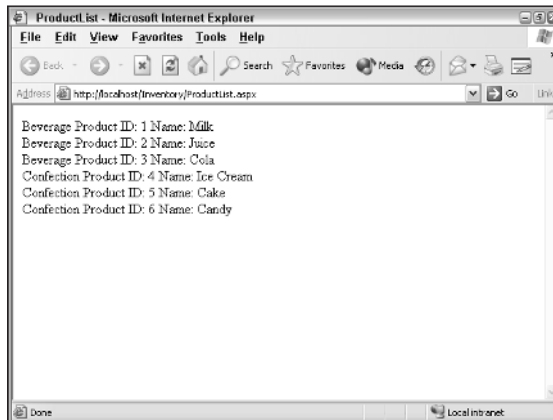 ProductList - Microsoft Internet Explorer
File Edit View Favorites Tools Help
Back Search Favorites Media
Address http://localhost/Inventory/ProductList.aspx Go Link
Beverage Product ID: 1 Name: Milk
Beverage Product ID: 2 Name: Juice
Beverage Product ID: 3 Name: Cola
Confection Product ID: 4 Name: Ice Cream
Confection Product ID: 5 Name: Cake
Confection Product ID: 6 Name: Candy
Done Local intranet